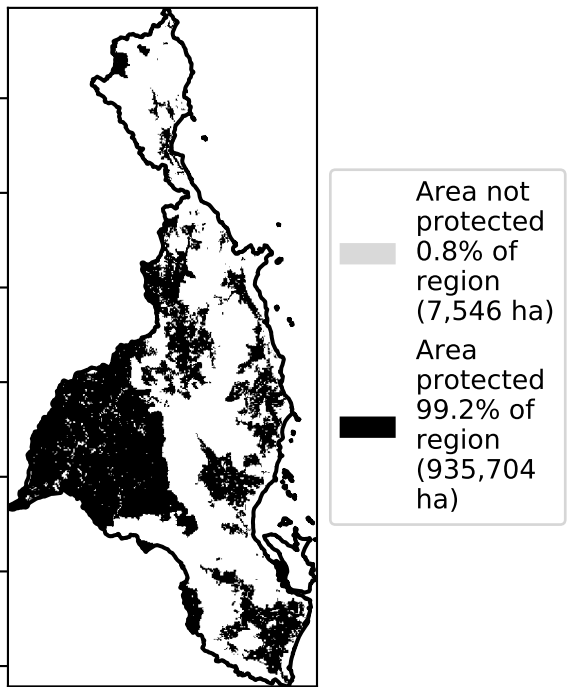 Area not
protected
0.8% of
region
(7,546 ha)
Area
protected
99.2% of
region
(935,704
ha)